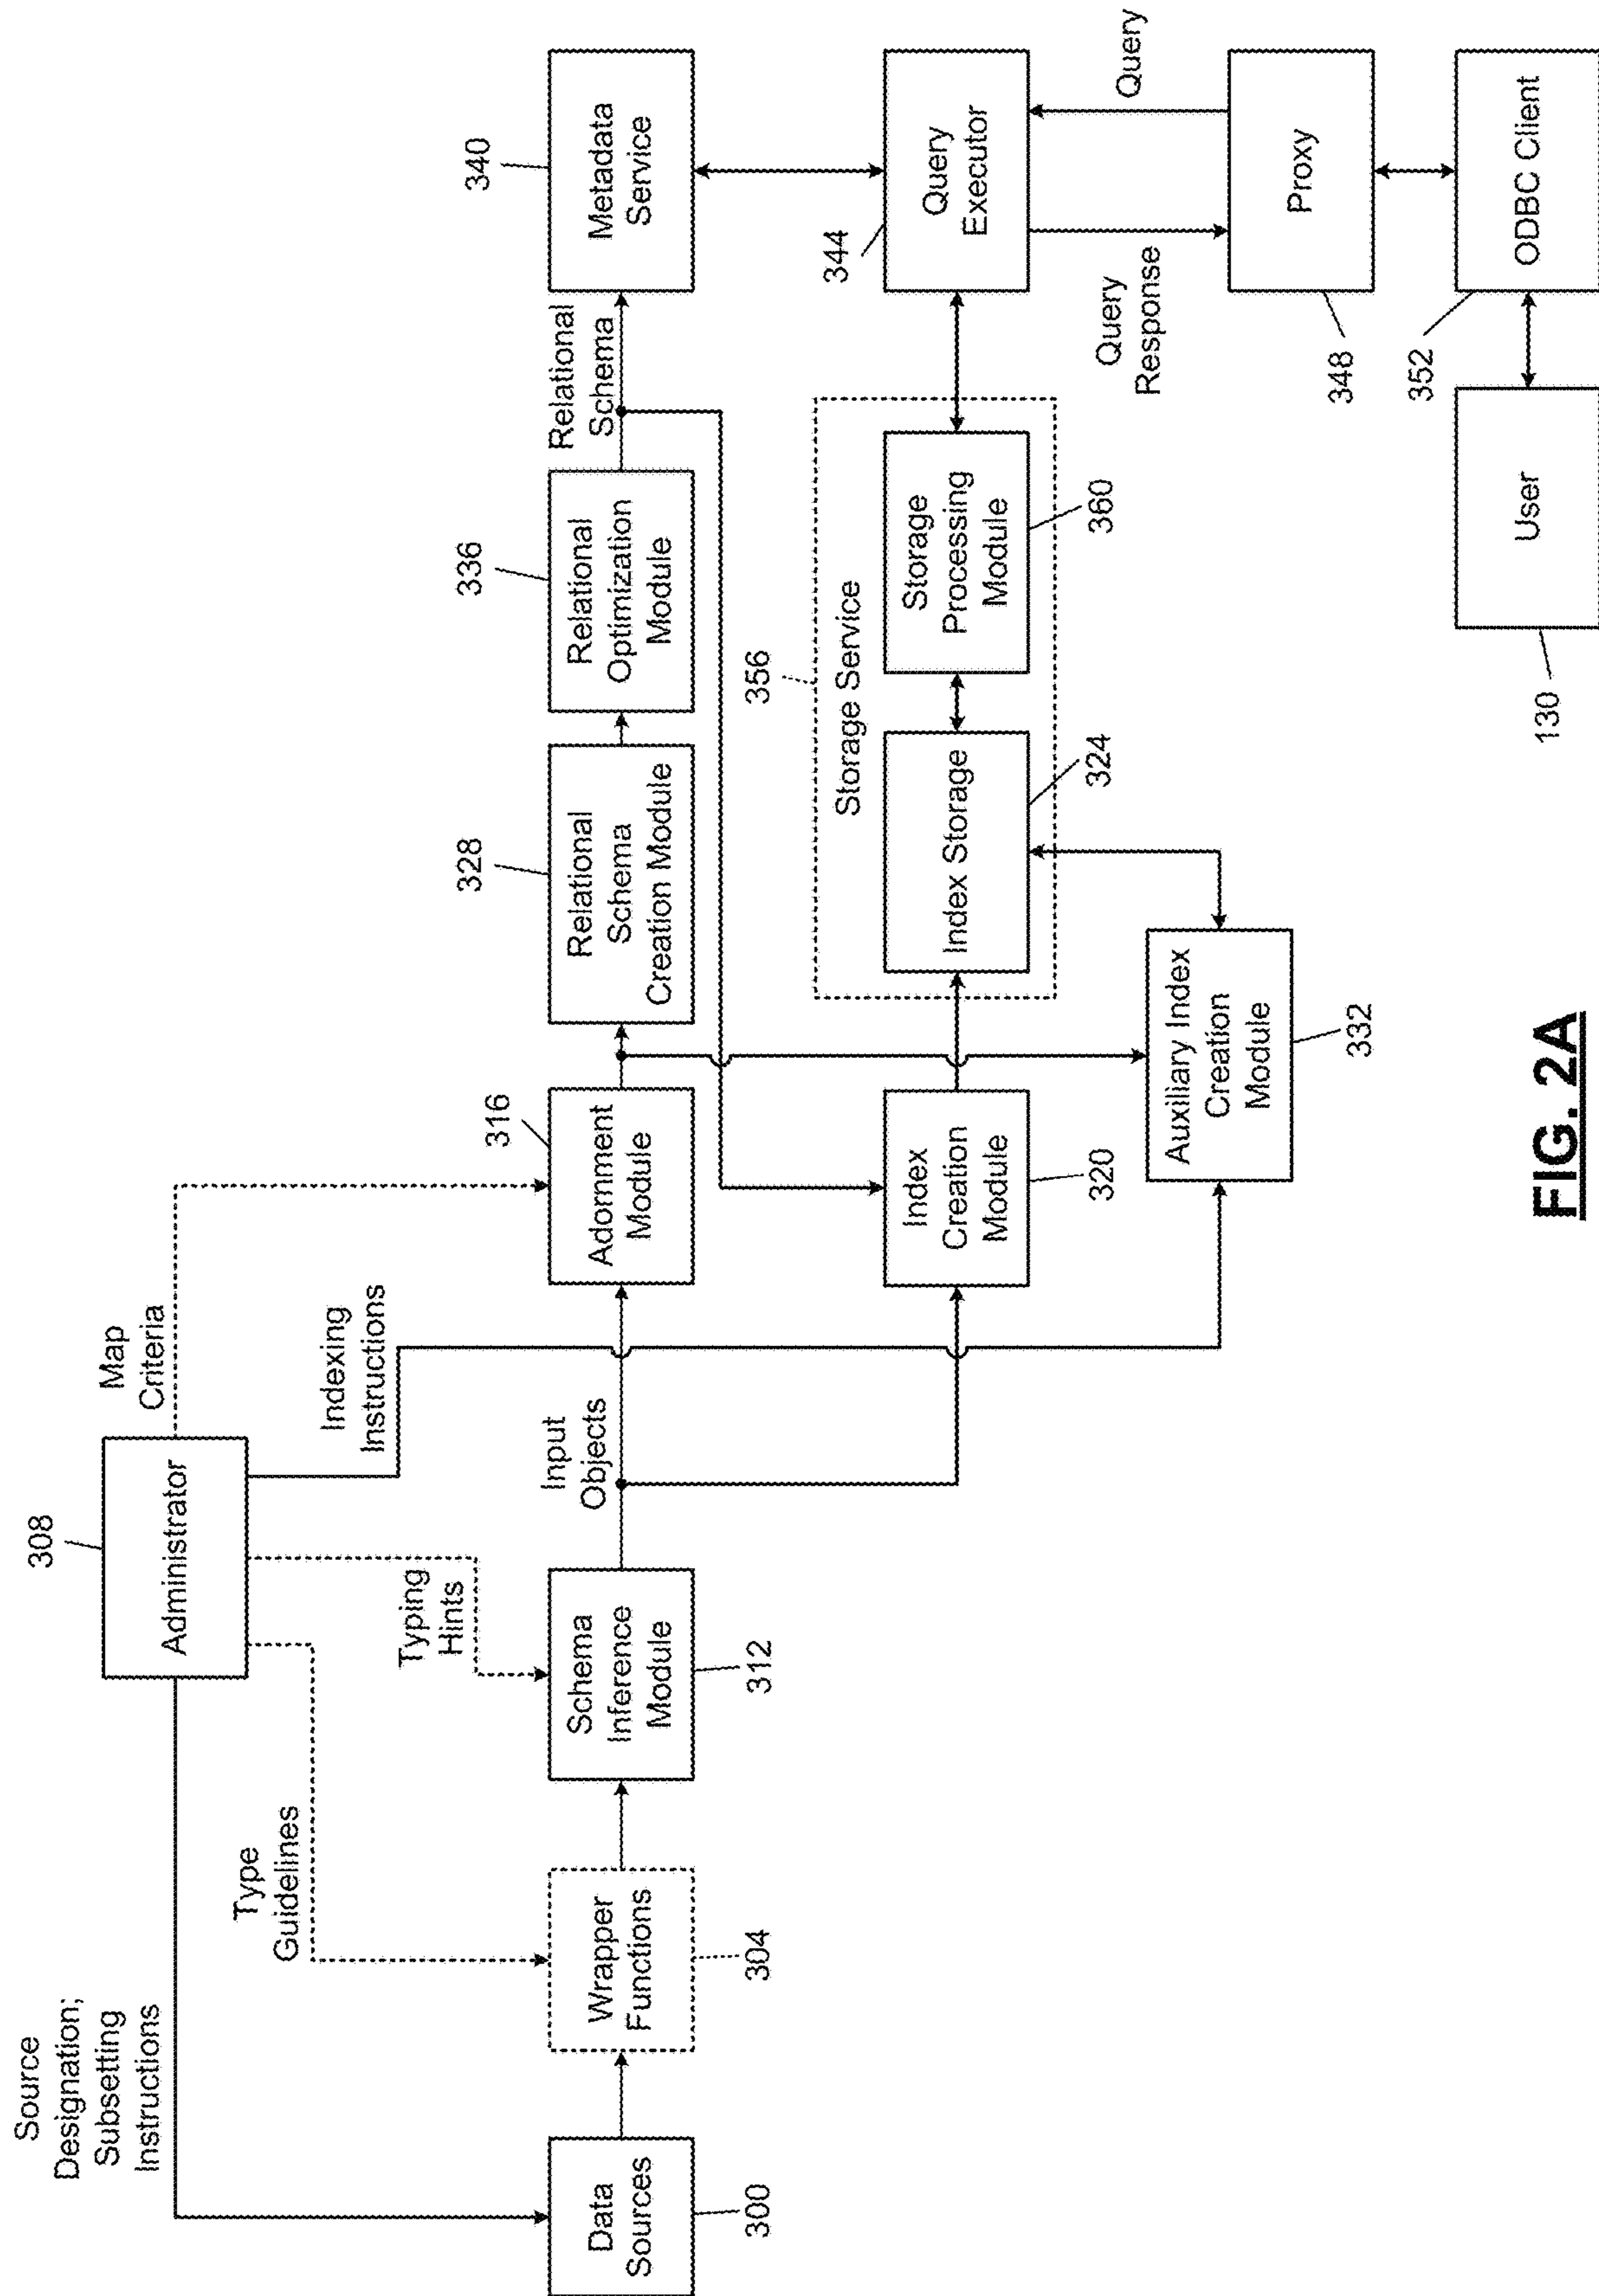 Source
Designation;
Subsetting
Instructions
308
Administrator
Map
Criteria
Type
Guidelines
Typing
Hints
Indexing
Instructions
Data
Sources
300
Wrapper
Functions
304
Schema
Inference
Module
312
Input
Objects
316
Adornment
Module
328
Relational
Schema
Creation Module
336
Relational
Optimization
Module
Relational
Schema
340
Metadata
Service
Index
Creation
Module
320
356
Storage Service
Index Storage
324
Storage
Processing
Module
360
344
Query
Executor
Auxiliary Index
Creation
Module
332
Query
Response
Query
Proxy
348
User
130
ODBC Client
352
FIG. 2A